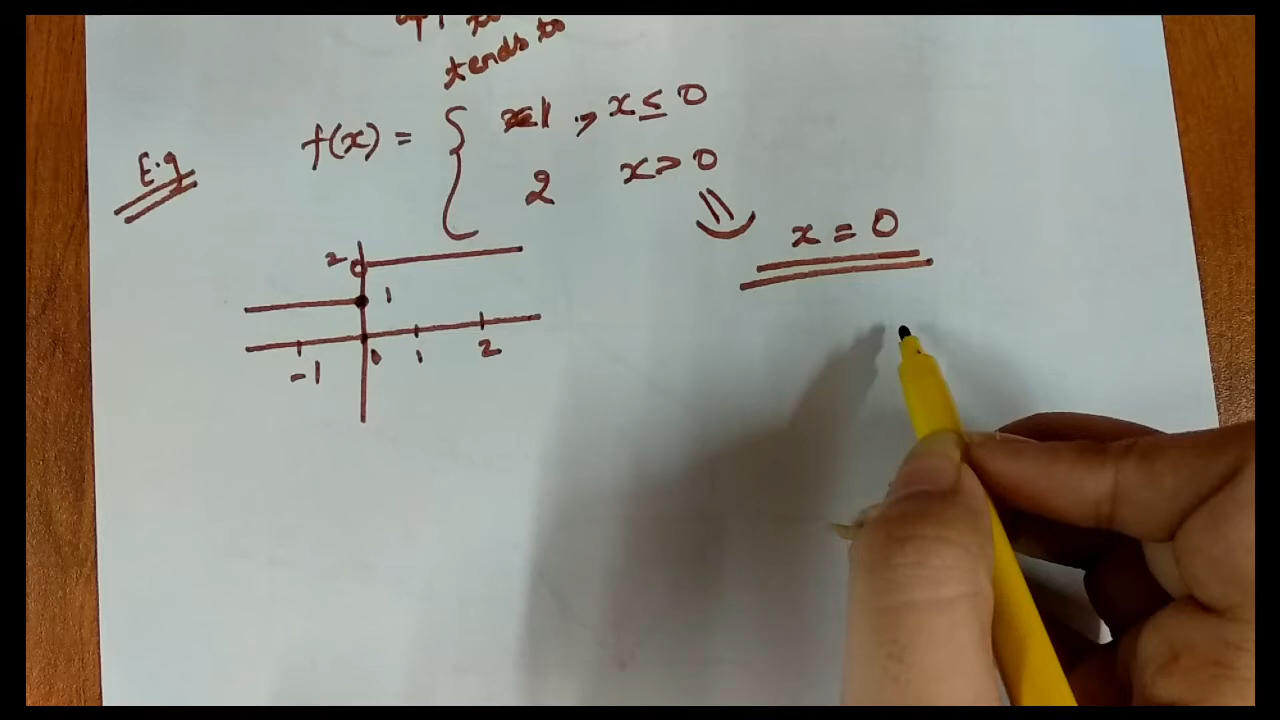 tends to
E.g
f(x) = { 1 , x ≤ 0
2 x > 0
x = 0
2
1
-1 0 1 2